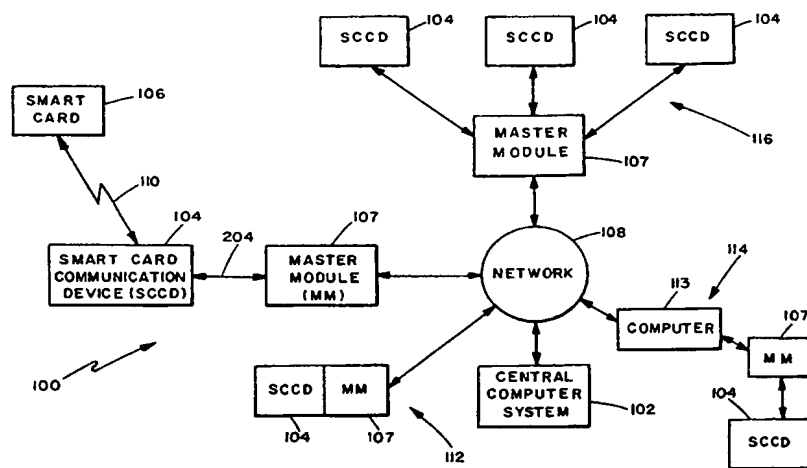 104
SCCD
104
SCCD
104
SCCD
106
SMART
CARD
MASTER
MODULE
107
116
110
104
204
107
108
SMART CARD
COMMUNICATION
DEVICE (SCCD)
MASTER
MODULE
(MM)
NETWORK
113
114
COMPUTER
107
MM
100
SCCD
MM
104
107
112
CENTRAL
COMPUTER
SYSTEM
102
104
SCCD